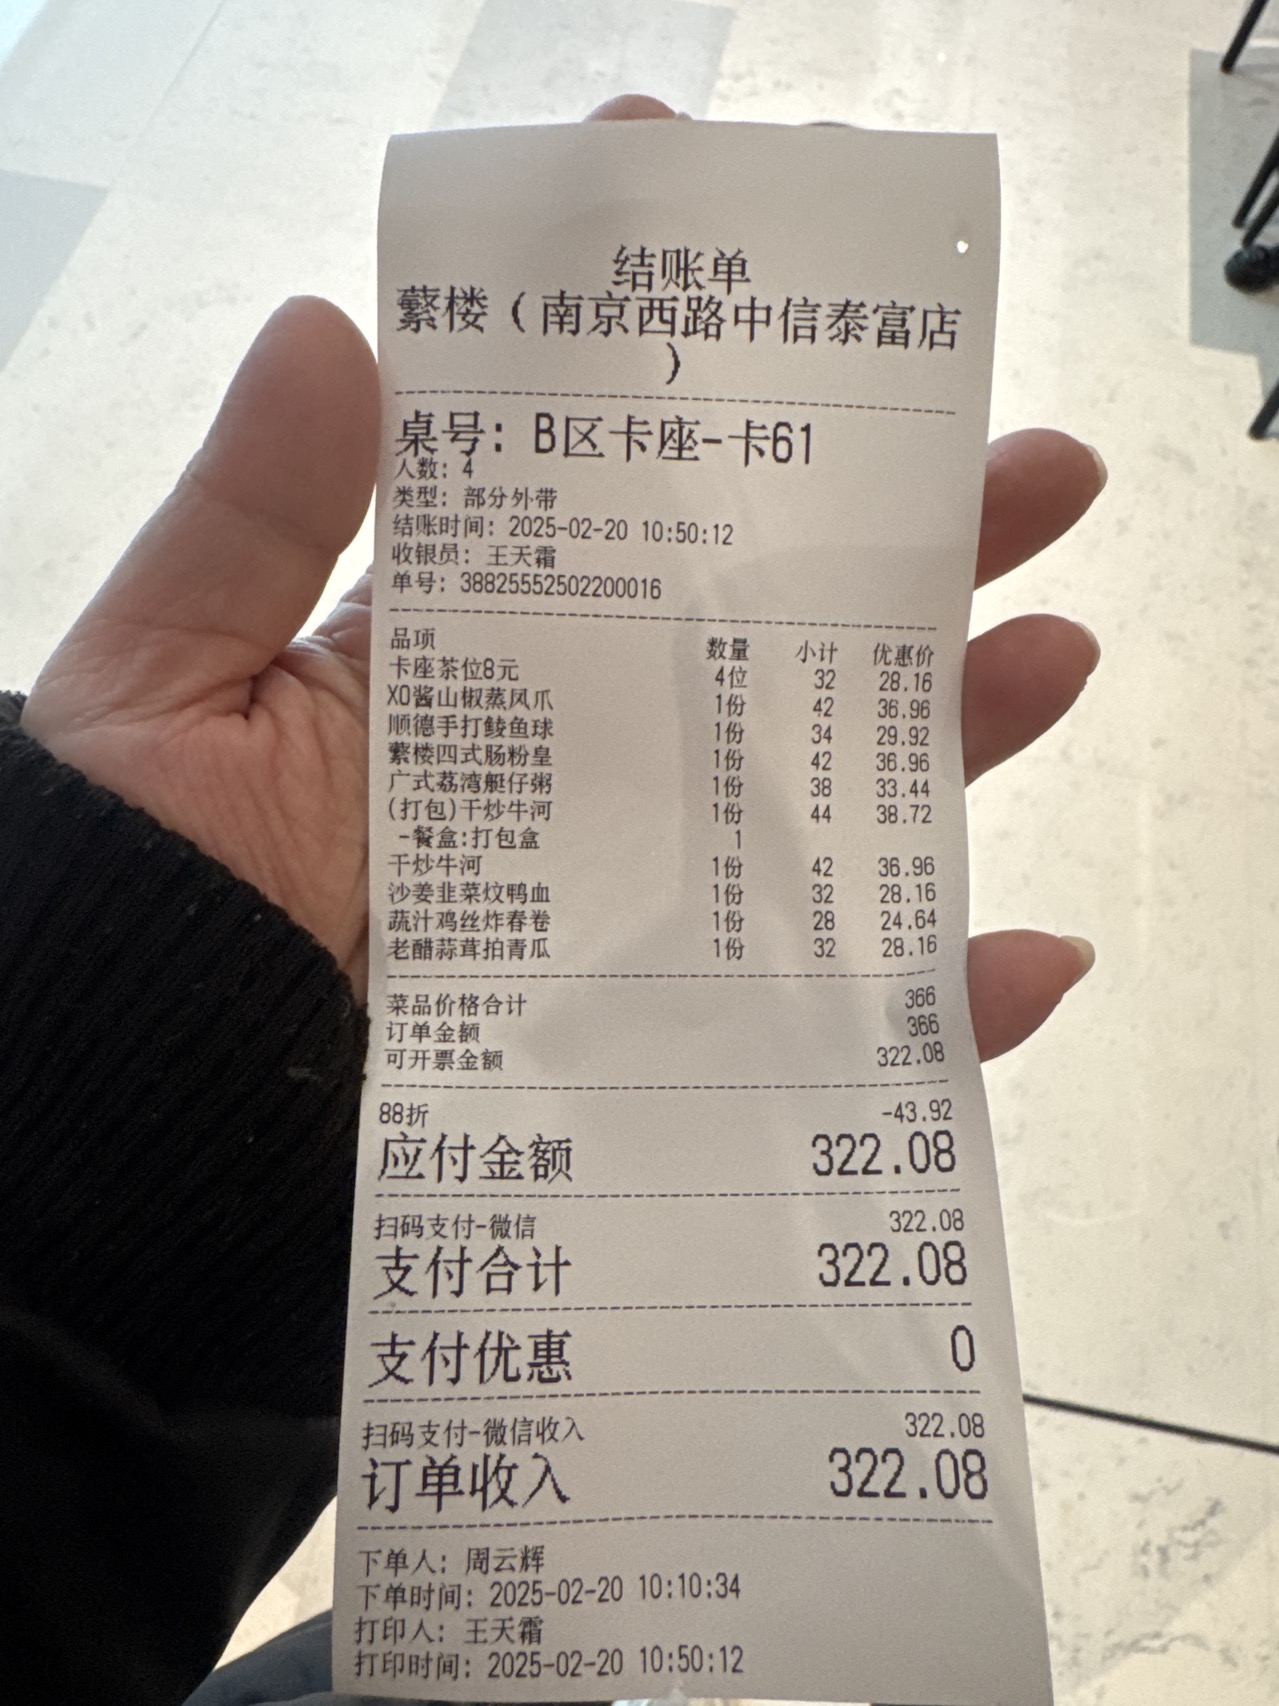 结账单
蘩楼（南京西路中信泰富店
）
桌号：B区卡座-卡61
人数：4
类型：部分外带
结账时间：2025-02-20 10:50:12
收银员：王天霜
单号：38825552502200016
品项 数量 小计 优惠价
卡座茶位8元 4位 32 28.16
XO酱山椒蒸凤爪 1份 42 36.96
顺德手打鲮鱼球 1份 34 29.92
蘩楼四式肠粉皇 1份 42 36.96
广式荔湾艇仔粥 1份 38 33.44
(打包)干炒牛河 1份 44 38.72
-餐盒:打包盒 1
干炒牛河 1份 42 36.96
沙姜韭菜炆鸭血 1份 32 28.16
蔬汁鸡丝炸春卷 1份 28 24.64
老醋蒜茸拍青瓜 1份 32 28.16
菜品价格合计 366
订单金额 366
可开票金额 322.08
88折 -43.92
应付金额 322.08
扫码支付-微信 322.08
支付合计 322.08
支付优惠 0
扫码支付-微信收入 322.08
订单收入 322.08
下单人：周云辉
下单时间：2025-02-20 10:10:34
打印人：王天霜
打印时间：2025-02-20 10:50:12